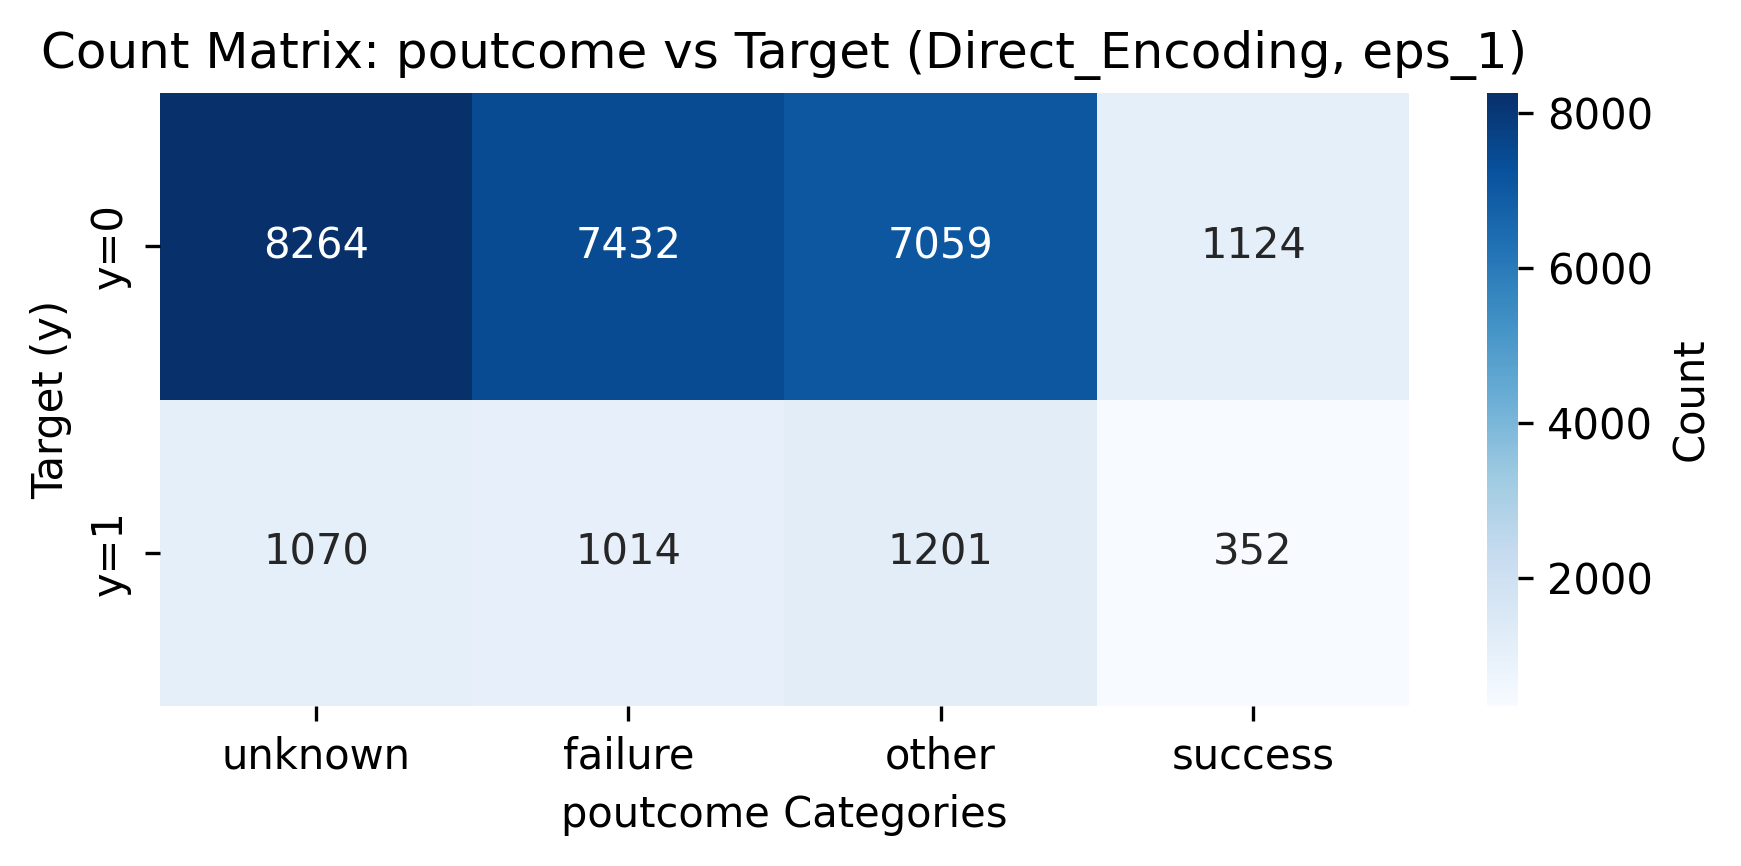 Count Matrix: poutcome vs Target (Direct_Encoding, eps_1)
Target (y)
y=0
8264 7432 7059 1124
y=1
1070 1014 1201 352
unknown failure other success
poutcome Categories
8000
6000
4000
2000
Count